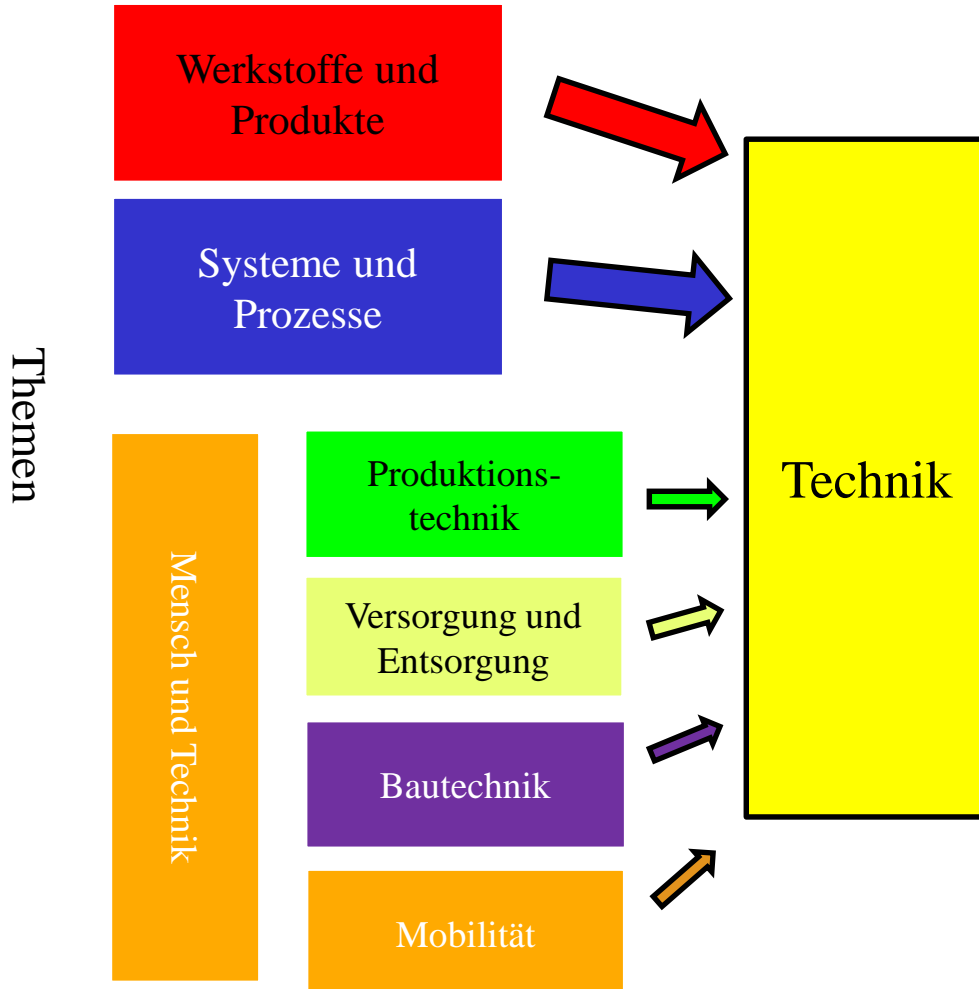 Themen
Werkstoffe und
Produkte
Systeme und
Prozesse
Mensch und Technik
Produktions-
technik
Versorgung und
Entsorgung
Bautechnik
Mobilität
Technik